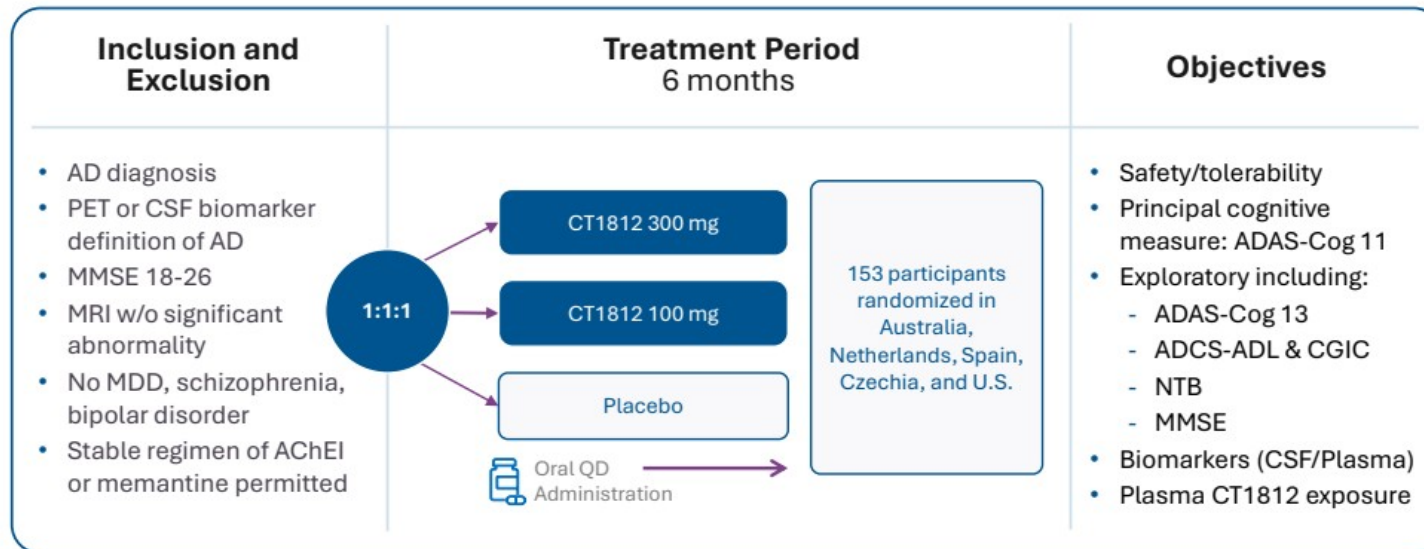 Inclusion and
Exclusion
Treatment Period
6 months
Objectives
• AD diagnosis
• PET or CSF biomarker
definition of AD
• MMSE 18-26
• MRI w/o significant
abnormality
• No MDD, schizophrenia,
bipolar disorder
• Stable regimen of AChEI
or memantine permitted
1:1:1
CT1812 300 mg
CT1812 100 mg
Placebo
Oral QD
Administration
153 participants
randomized in
Australia,
Netherlands, Spain,
Czechia, and U.S.
• Safety/tolerability
• Principal cognitive
measure: ADAS-Cog 11
• Exploratory including:
- ADAS-Cog 13
- ADCS-ADL & CGIC
- NTB
- MMSE
• Biomarkers (CSF/Plasma)
• Plasma CT1812 exposure